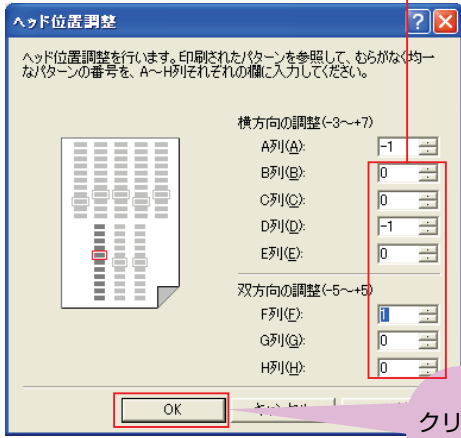 ヘッド位置調整
ヘッド位置調整を行います。印刷されたパターンを参照して、むらがなく均一
なパターンの番号を、A～H列それぞれの欄に入力してください。
横方向の調整(-3～+7)
A列(A): -1
B列(B): 0
C列(C): 0
D列(D): -1
E列(E): 0
双方向の調整(-5～+5)
F列(F): 1
G列(G): 0
H列(H): 0
OK
クリ